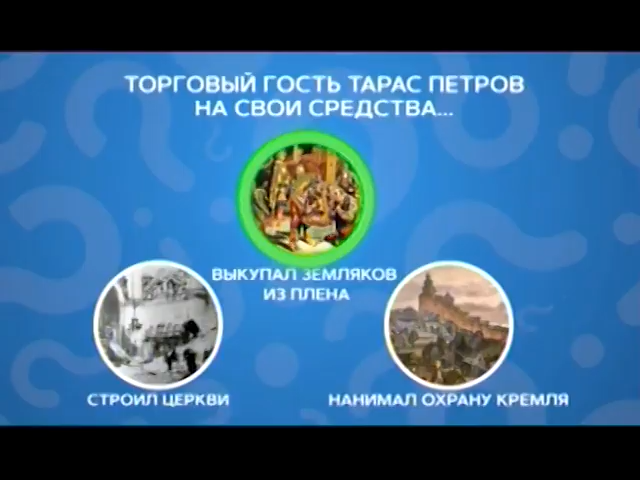 ТОРГОВЫЙ ГОСТЬ ТАРАС ПЕТРОВ
НА СВОИ СРЕДСТВА...
ВЫКУПАЛ ЗЕМЛЯКОВ
ИЗ ПЛЕНА
СТРОИЛ ЦЕРКВИ
НАНИМАЛ ОХРАНУ КРЕМЛЯ